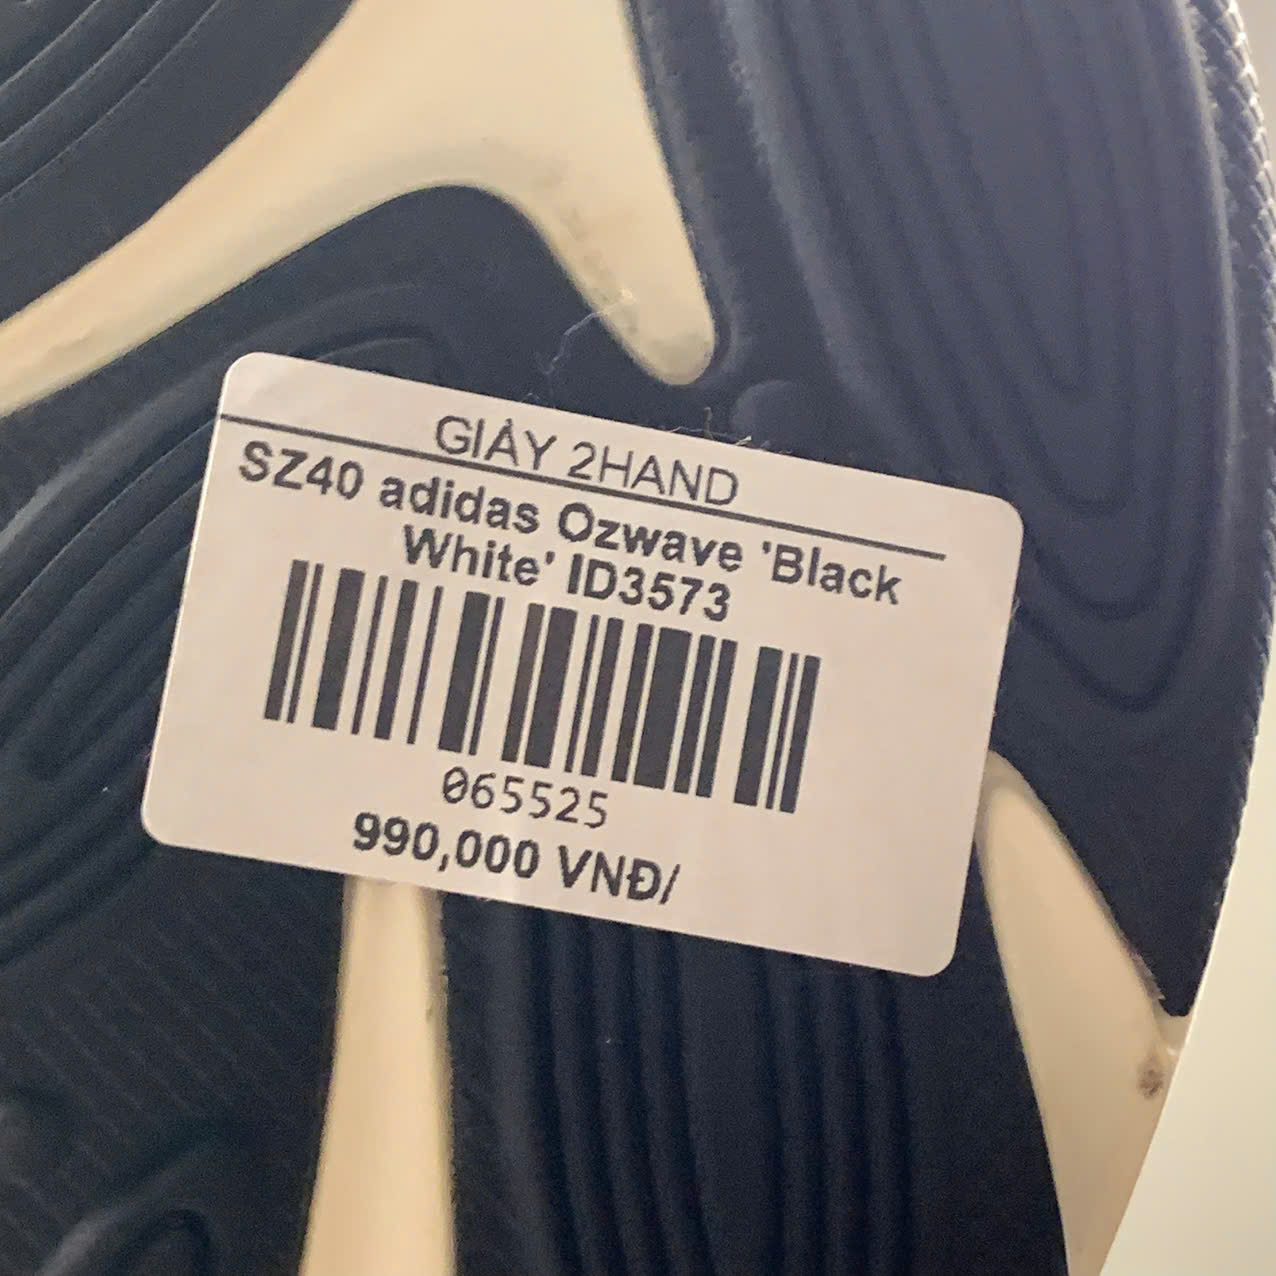 GIÀY 2HAND
SZ40 adidas Ozwave 'Black
White' ID3573
065525
990,000 VNĐ/